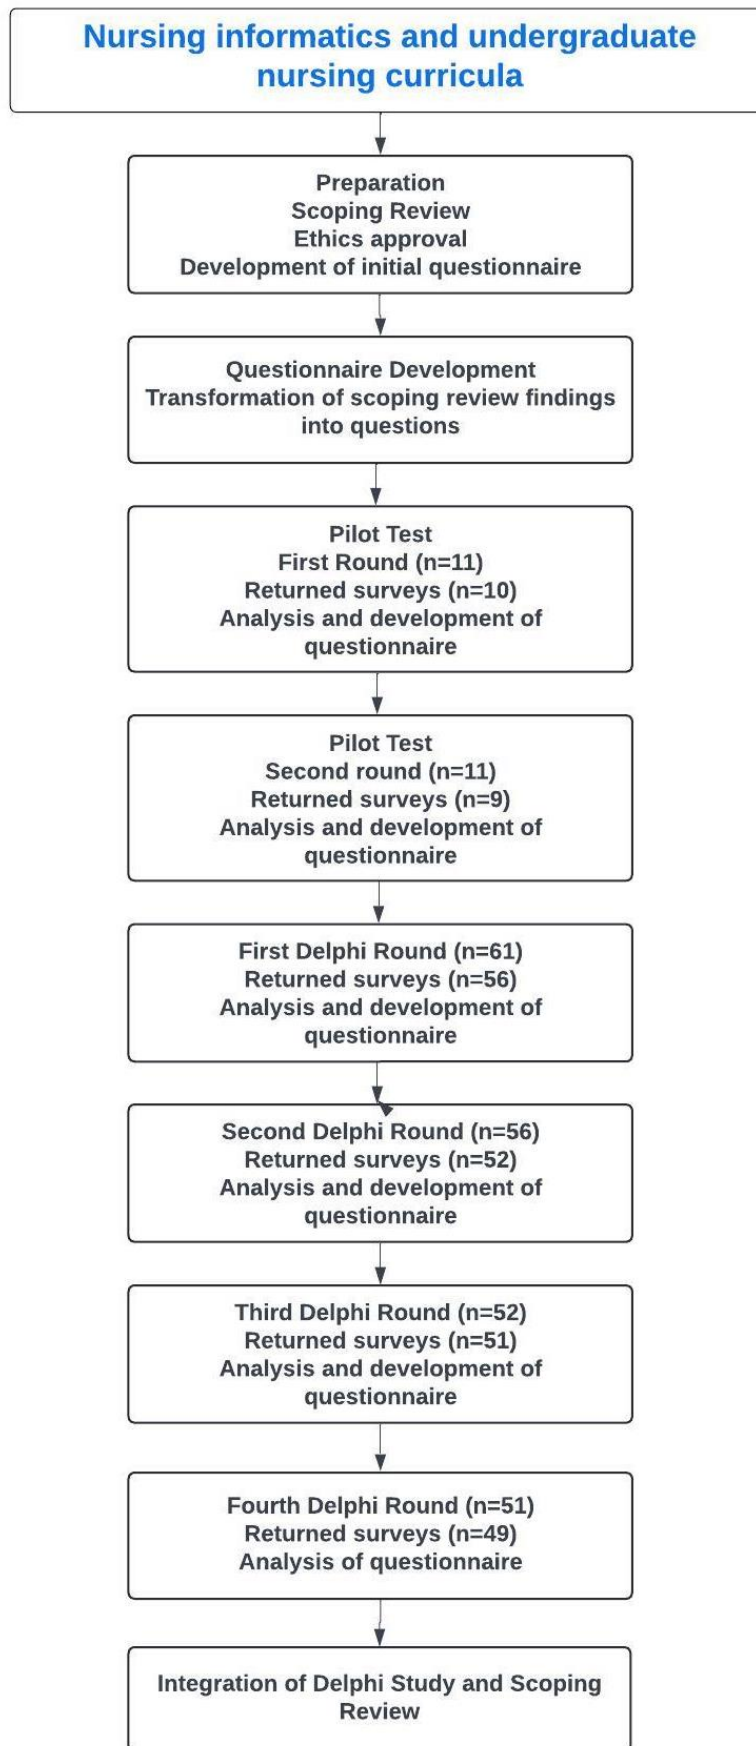 Nursing informatics and undergraduate
nursing curricula
Preparation
Scoping Review
Ethics approval
Development of initial questionnaire
Questionnaire Development
Transformation of scoping review findings
into questions
Pilot Test
First Round (n=11)
Returned surveys (n=10)
Analysis and development of
questionnaire
Pilot Test
Second round (n=11)
Returned surveys (n=9)
Analysis and development of
questionnaire
First Delphi Round (n=61)
Returned surveys (n=56)
Analysis and development of
questionnaire
Second Delphi Round (n=56)
Returned surveys (n=52)
Analysis and development of
questionnaire
Third Delphi Round (n=52)
Returned surveys (n=51)
Analysis and development of
questionnaire
Fourth Delphi Round (n=51)
Returned surveys (n=49)
Analysis of questionnaire
Integration of Delphi Study and Scoping
Review